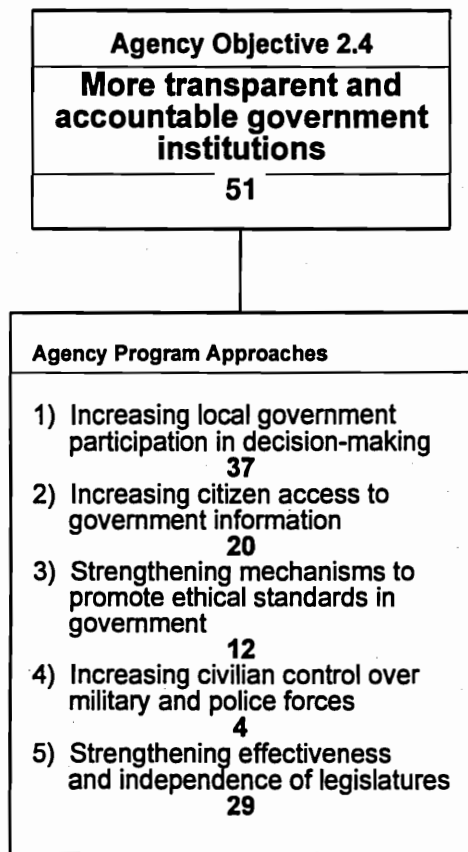 Agency Objective 2.4
More transparent and
accountable government
institutions
51
Agency Program Approaches
1) Increasing local government
participation in decision-making
37
2) Increasing citizen access to
government information
20
3) Strengthening mechanisms to
promote ethical standards in
government
12
4) Increasing civilian control over
military and police forces
4
5) Strengthening effectiveness
and independence of legislatures
29